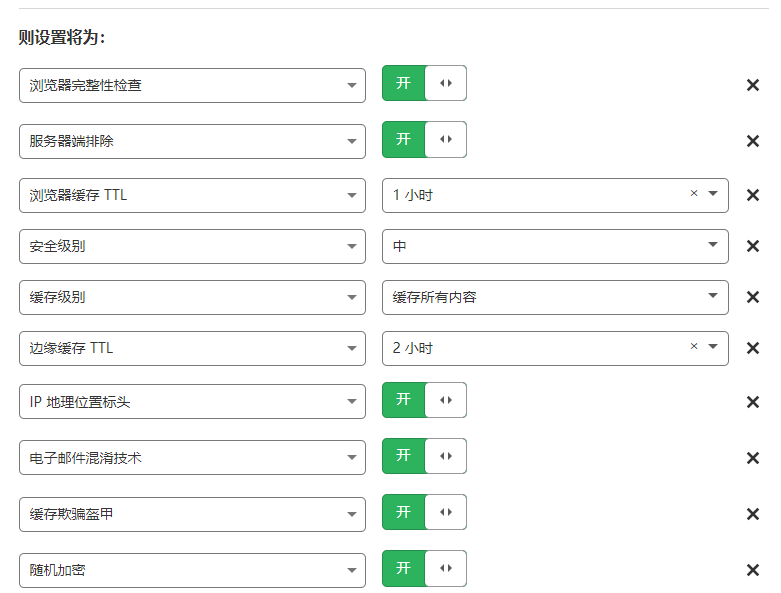 则设置将为:
浏览器完整性检查 开
服务器端排除 开
浏览器缓存 TTL 1 小时
安全级别 中
缓存级别 缓存所有内容
边缘缓存 TTL 2 小时
IP 地理位置标头 开
电子邮件混淆技术 开
缓存欺骗盔甲 开
随机加密 开